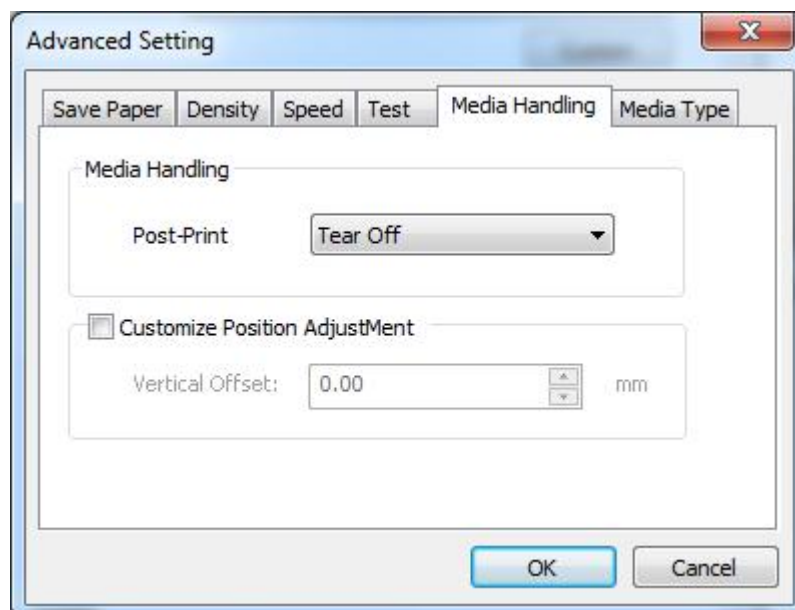 Advanced Setting
Save Paper Density Speed Test Media Handling Media Type
Media Handling
Post-Print Tear Off
Customize Position AdjustMent
Vertical Offset: 0.00 mm
OK Cancel